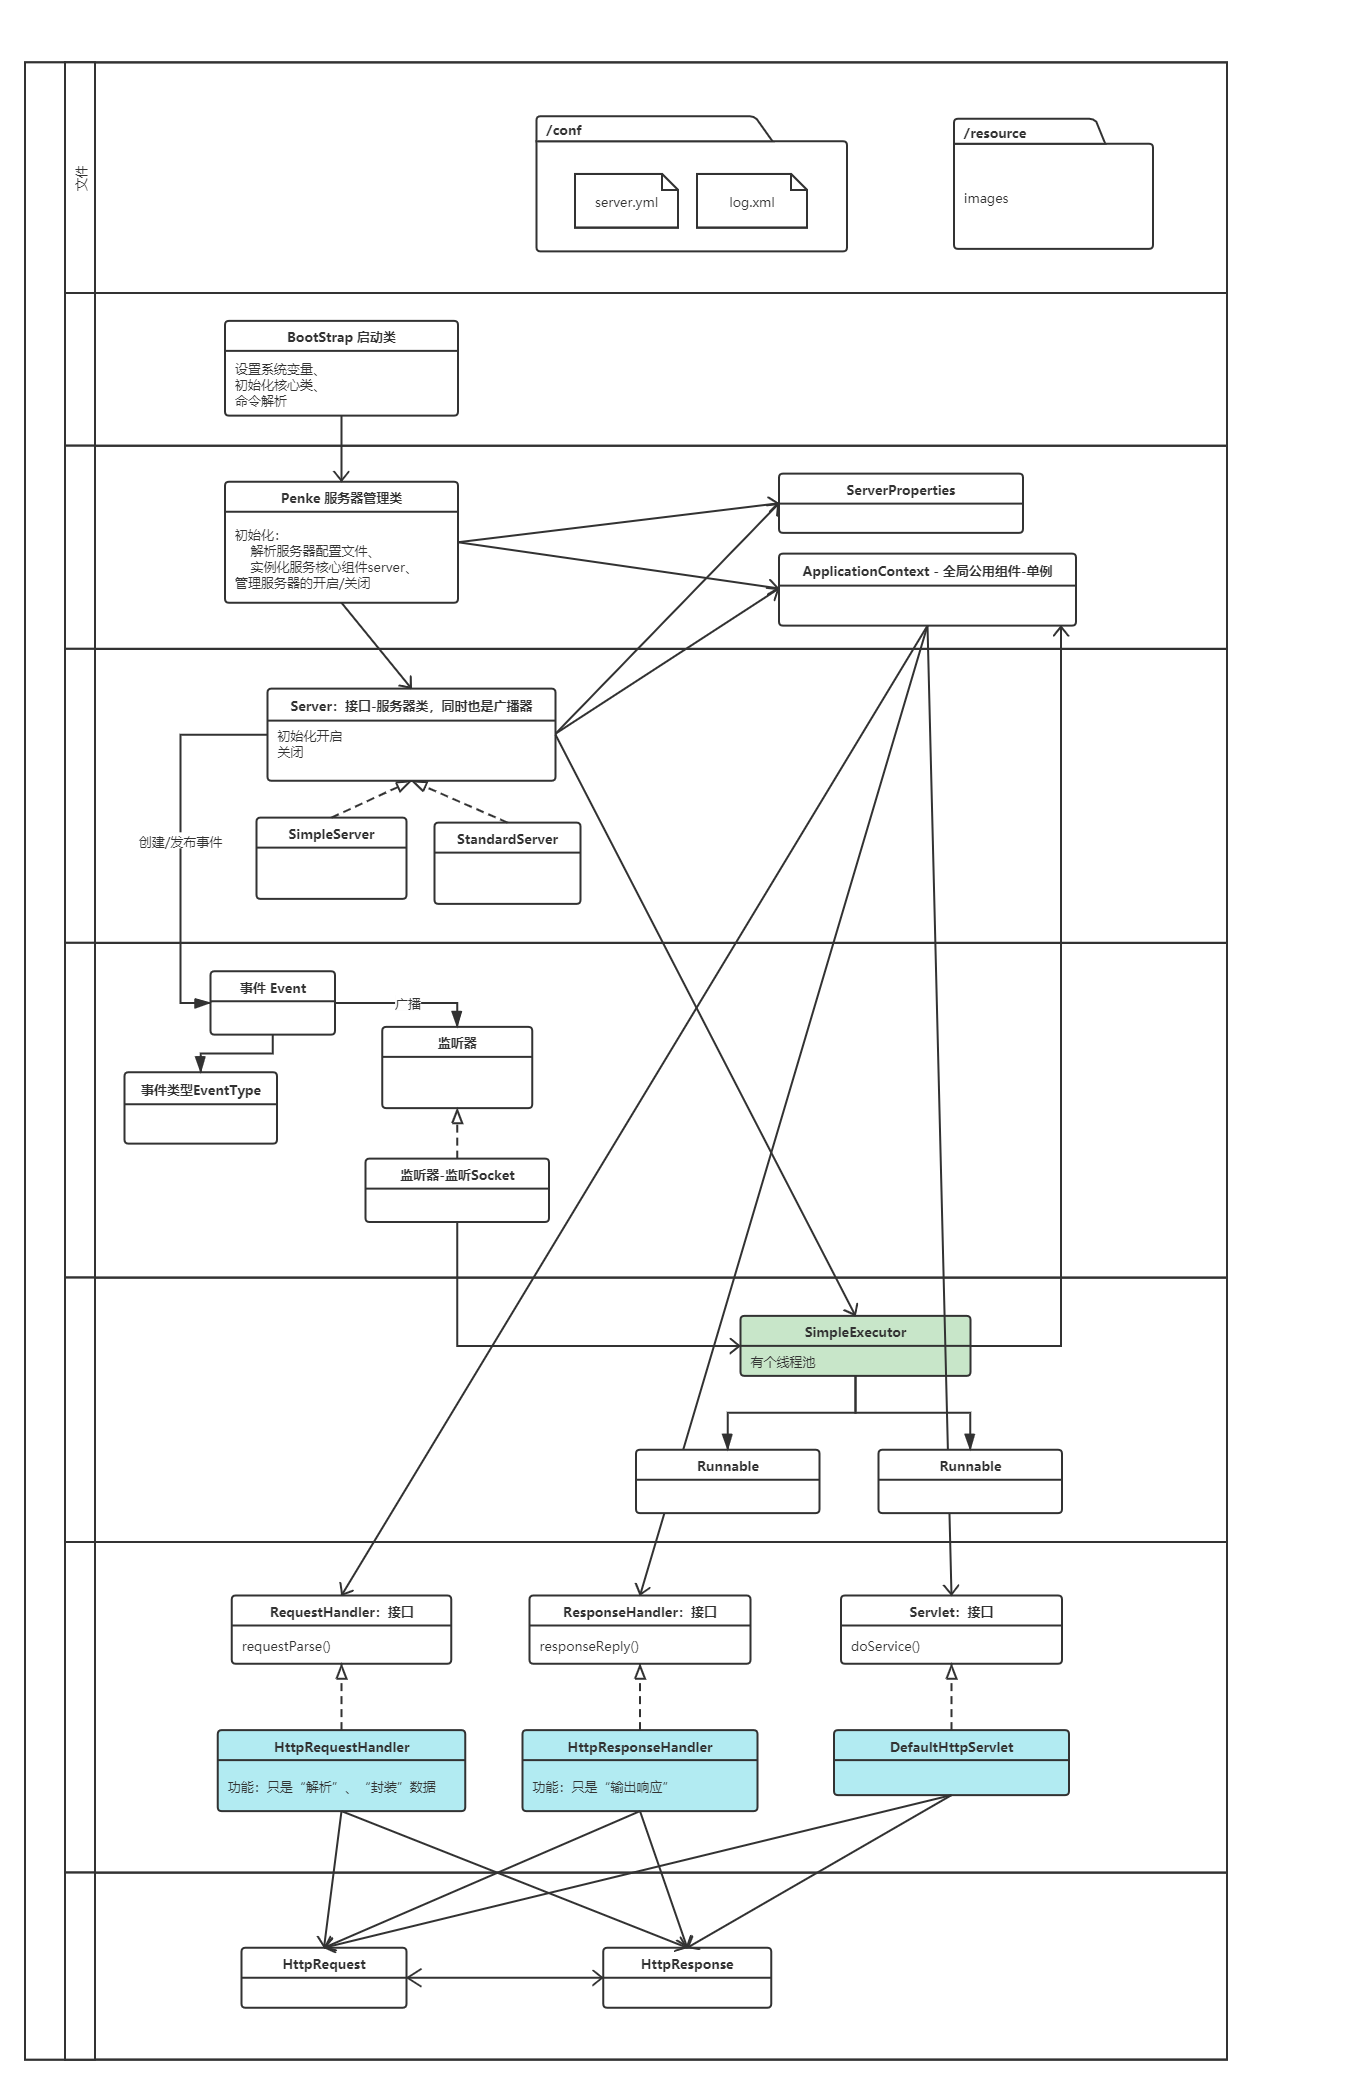 文件
/conf
server.yml
log.xml
/resource
images
BootStrap 启动类
设置系统变量、
初始化核心类、
命令解析
Penke 服务器管理类
初始化：
解析服务器配置文件、
实例化服务核心组件server、
管理服务器的开启/关闭
ServerProperties
ApplicationContext - 全局公用组件-单例
Server：接口-服务器类，同时也是广播器
初始化开启
关闭
SimpleServer
StandardServer
创建/发布事件
事件 Event
广播
监听器
事件类型EventType
监听器-监听Socket
SimpleExecutor
有个线程池
Runnable
Runnable
RequestHandler：接口
requestParse()
ResponseHandler：接口
responseReply()
Servlet：接口
doService()
HttpRequestHandler
功能：只是“解析”、“封装”数据
HttpResponseHandler
功能：只是“输出响应”
DefaultHttpServlet
HttpRequest
HttpResponse